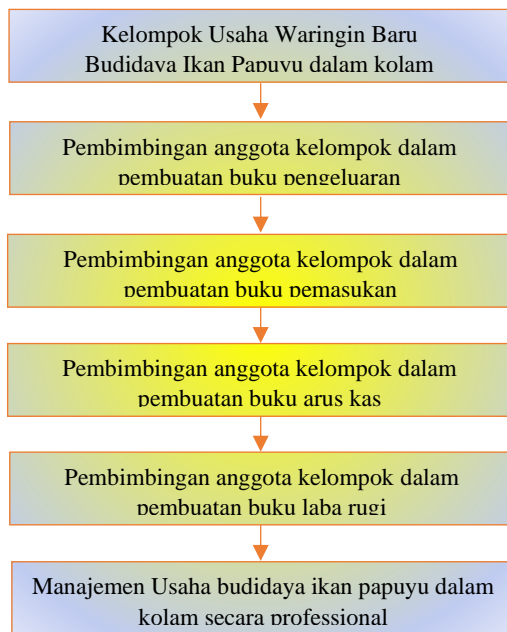 Kelompok Usaha Waringin Baru
Budidaya Ikan Papuyu dalam kolam
Pembimbingan anggota kelompok dalam
pembuatan buku pengeluaran
Pembimbingan anggota kelompok dalam
pembuatan buku pemasukan
Pembimbingan anggota kelompok dalam
pembuatan buku arus kas
Pembimbingan anggota kelompok dalam
pembuatan buku laba rugi
Manajemen Usaha budidaya ikan papuyu dalam
kolam secara professional